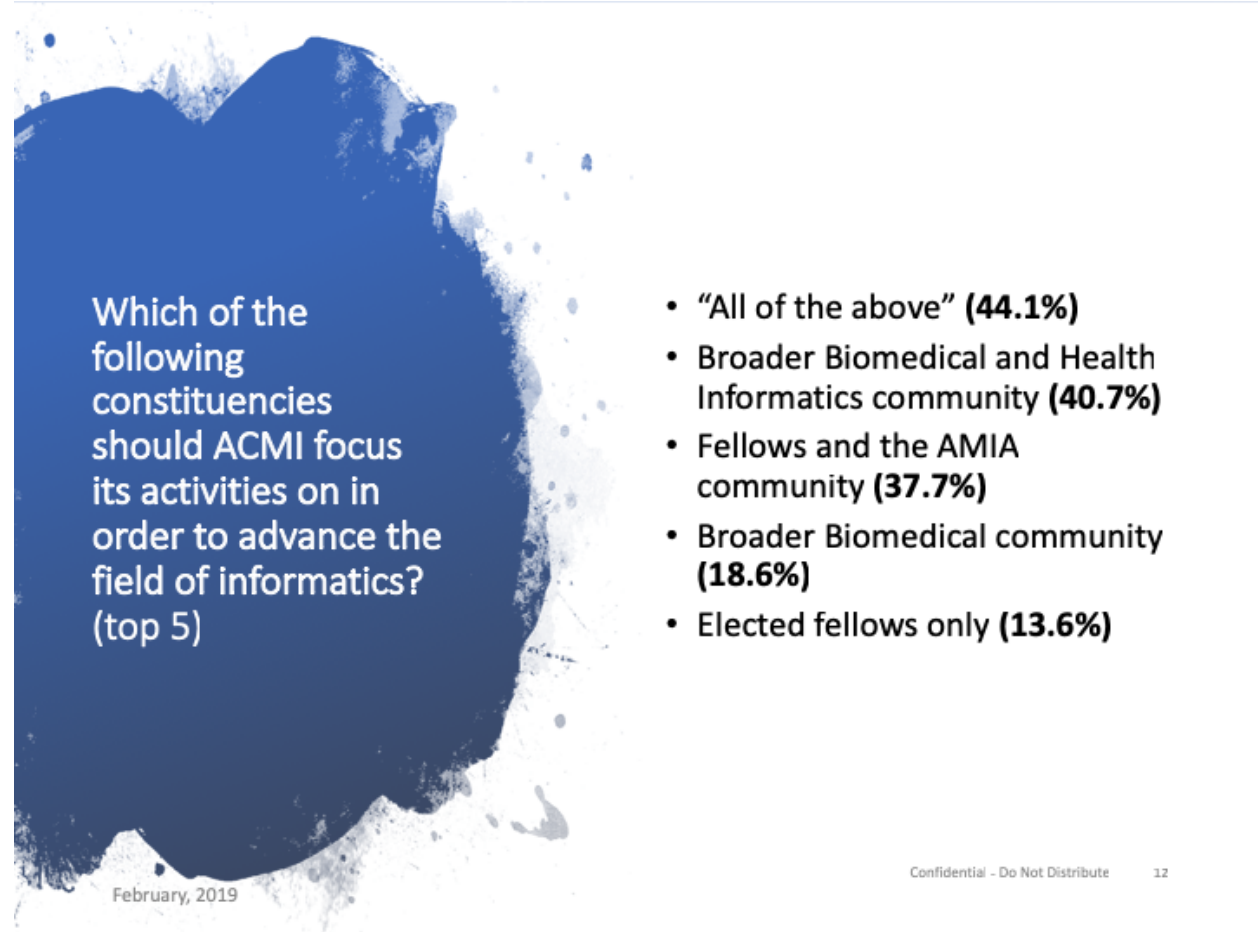 Which of the
following
constituencies
should ACMI focus
its activities on in
order to advance the
field of informatics?
(top 5)
• “All of the above” (44.1%)
• Broader Biomedical and Health
Informatics community (40.7%)
• Fellows and the AMIA
community (37.7%)
• Broader Biomedical community
(18.6%)
• Elected fellows only (13.6%)
February, 2019
Confidential - Do Not Distribute
12